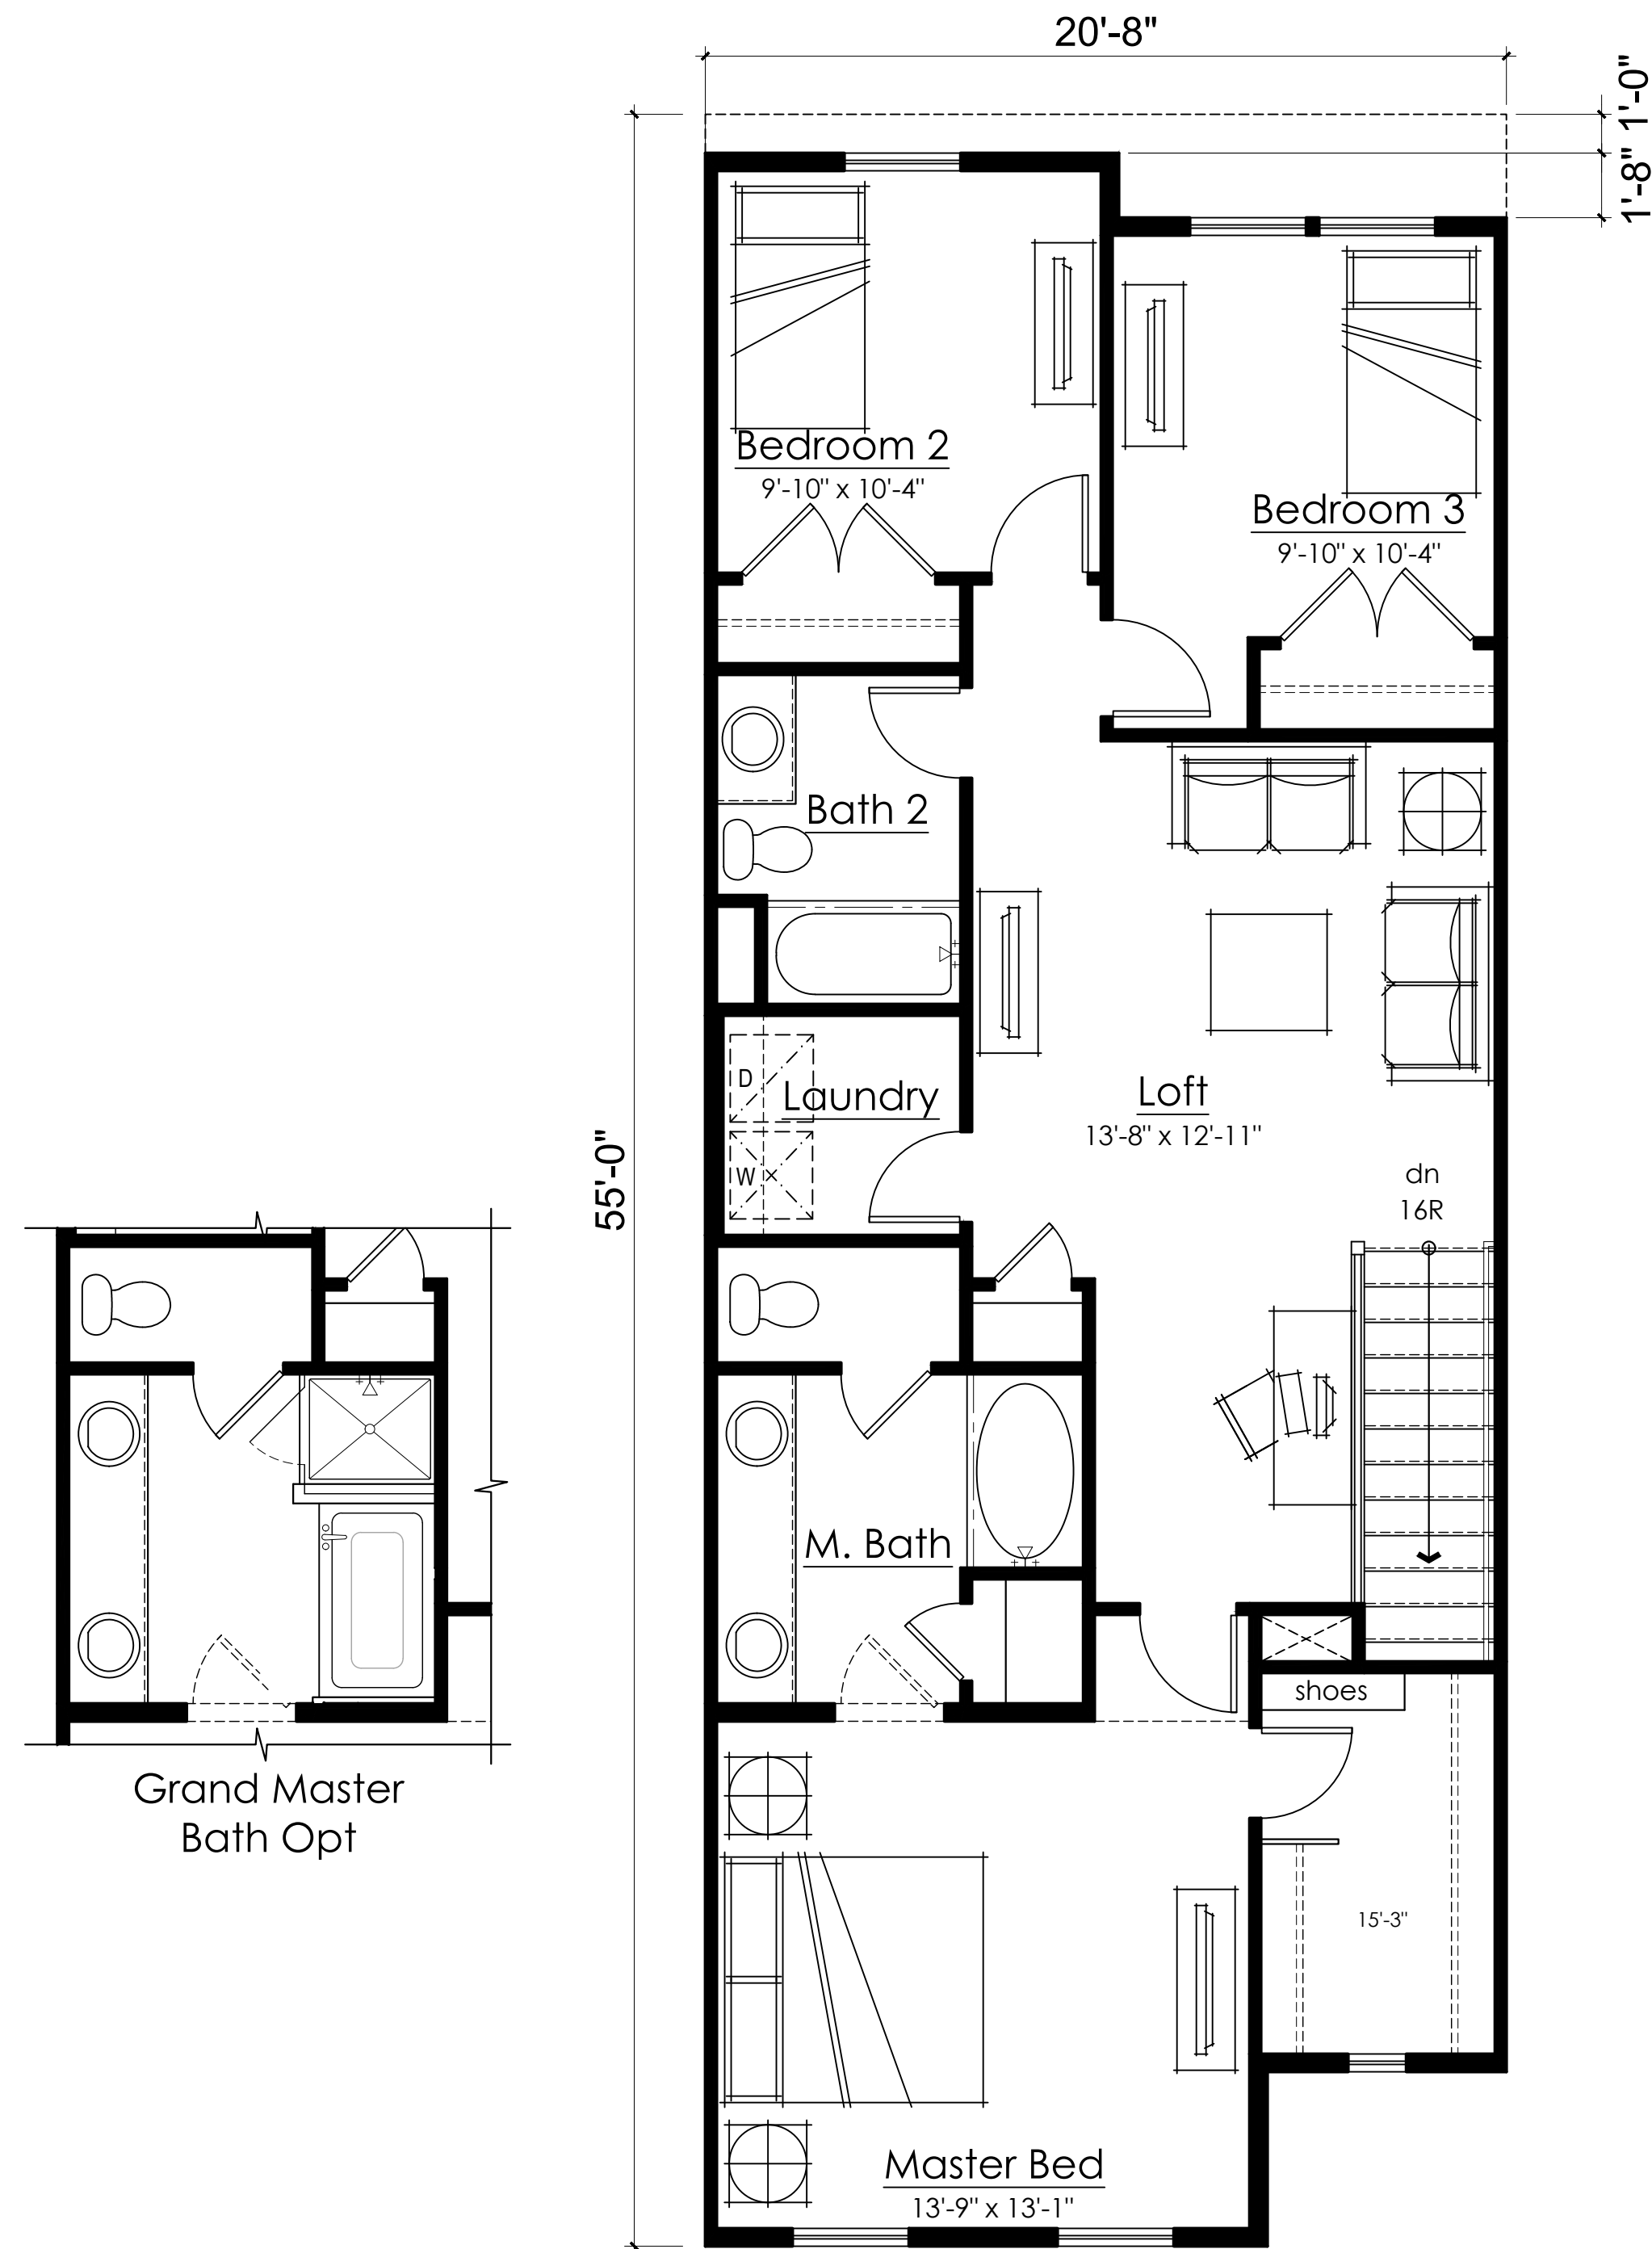 20'-8"
1'-0"
1'-8"
Bedroom 2
9'-10" x 10'-4"
Bedroom 3
9'-10" x 10'-4"
Bath 2
D
Laundry
W
Loft
13'-8" x 12'-11"
55'-0"
dn
16R
M. Bath
shoes
Grand Master
Bath Opt
15'-3"
Master Bed
13'-9" x 13'-1"